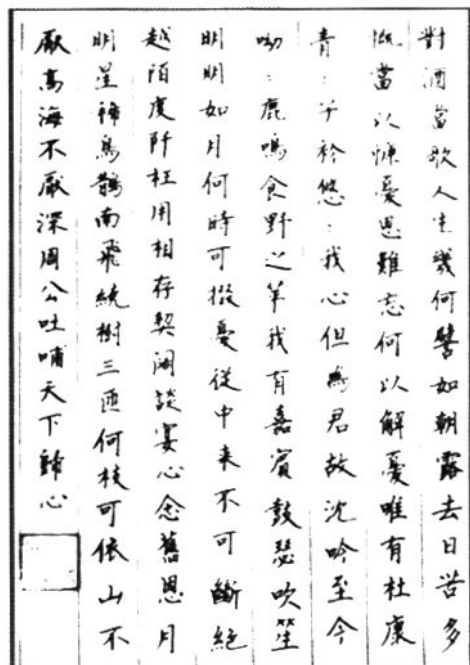 對酒當歌人生幾何譬如朝露去日苦多
慨當以慷憂思難忘何以解憂唯有杜康
青〻子衿悠〻我心但為君故沈吟至今
呦〻鹿鳴食野之苹我有嘉賓鼓瑟吹笙
明明如月何時可掇憂從中来不可斷絕
越陌度阡枉用相存契闊談宴心念舊恩月
明星稀烏鵲南飛繞樹三匝何枝可依山不
厭高海不厭深周公吐哺天下歸心